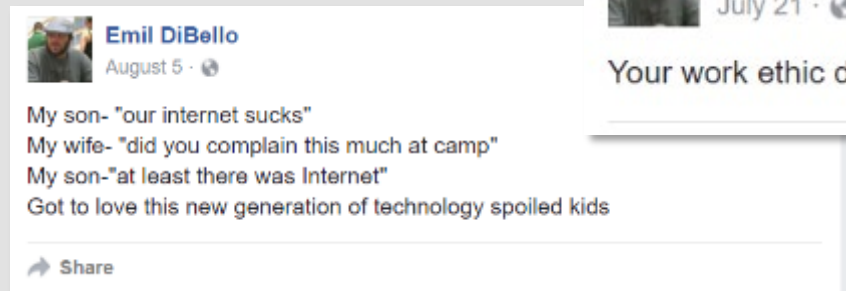 Emil DiBello
August 5 ·
My son- "our internet sucks"
My wife- "did you complain this much at camp"
My son-"at least there was Internet"
Got to love this new generation of technology spoiled kids
Share
July 21 ·
Your work ethic